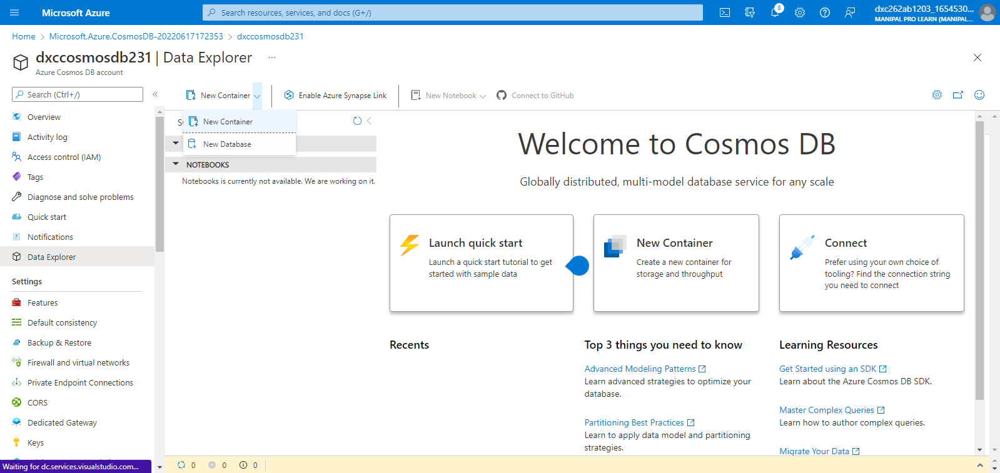 Microsoft Azure
Search resources, services, and docs (G+/)
8
dxc262ab1203_1654530...
MANIPAL PRO LEARN (MANIPAL...
Home > Microsoft.Azure.CosmosDB-20220617172353 > dxccosmosdb231
dxccosmosdb231 | Data Explorer ...
Azure Cosmos DB account
Search (Ctrl+/)
«
Overview
Activity log
Access control (IAM)
Tags
Diagnose and solve problems
Quick start
Notifications
Data Explorer
Settings
Features
Default consistency
Backup & Restore
Firewall and virtual networks
Private Endpoint Connections
CORS
Dedicated Gateway
Keys
Waiting for dc.services.visualstudio.com...
New Container
Enable Azure Synapse Link
New Notebook
Connect to GitHub
New Container
New Database
NOTEBOOKS
Notebooks is currently not available. We are working on it.
Welcome to Cosmos DB
Globally distributed, multi-model database service for any scale
Launch quick start
Launch a quick start tutorial to get
started with sample data
New Container
Create a new container for
storage and throughput
Connect
Prefer using your own choice of
tooling? Find the connection string
you need to connect
Recents
Top 3 things you need to know
Advanced Modeling Patterns
Learn advanced strategies to optimize your
database.
Partitioning Best Practices
Learn to apply data model and partitioning
strategies.
Learning Resources
Get Started using an SDK
Learn about the Azure Cosmos DB SDK.
Master Complex Queries
Learn how to author complex queries.
Migrate Your Data
0 0 0